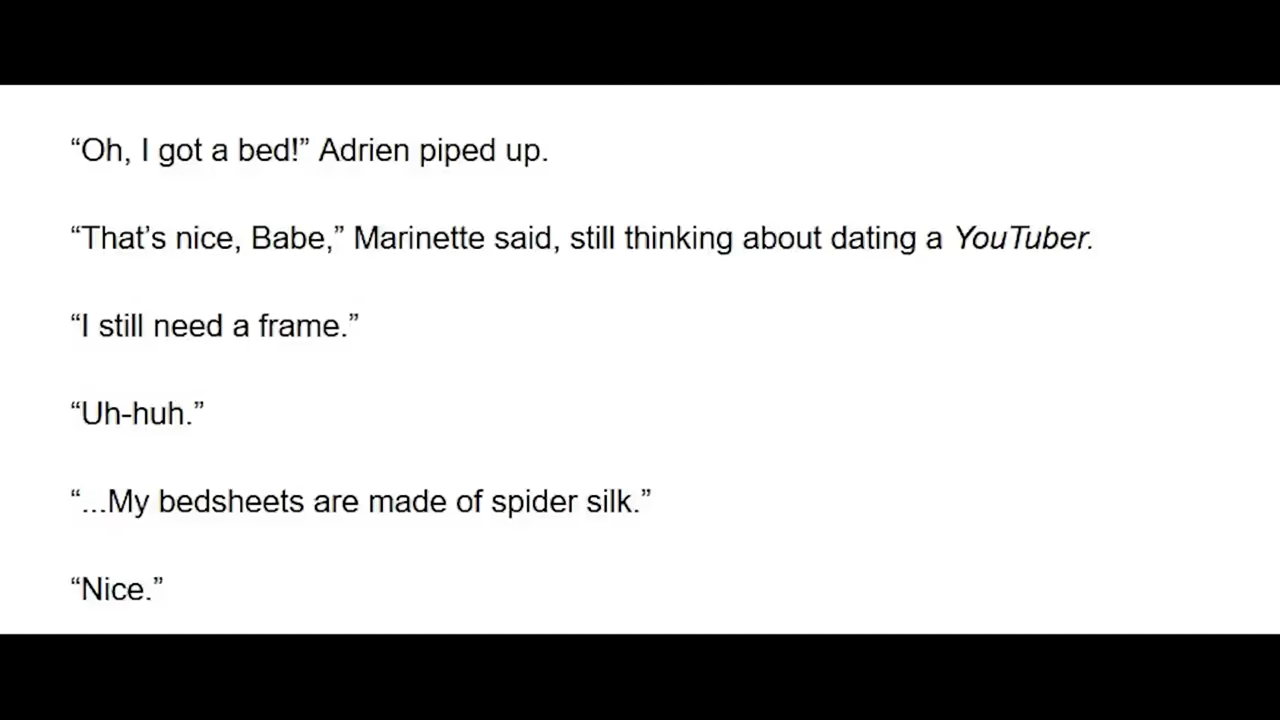 “Oh, I got a bed!” Adrien piped up.
“That’s nice, Babe,” Marinette said, still thinking about dating a YouTuber.
“I still need a frame.”
“Uh-huh.”
“...My bedsheets are made of spider silk.”
“Nice.”